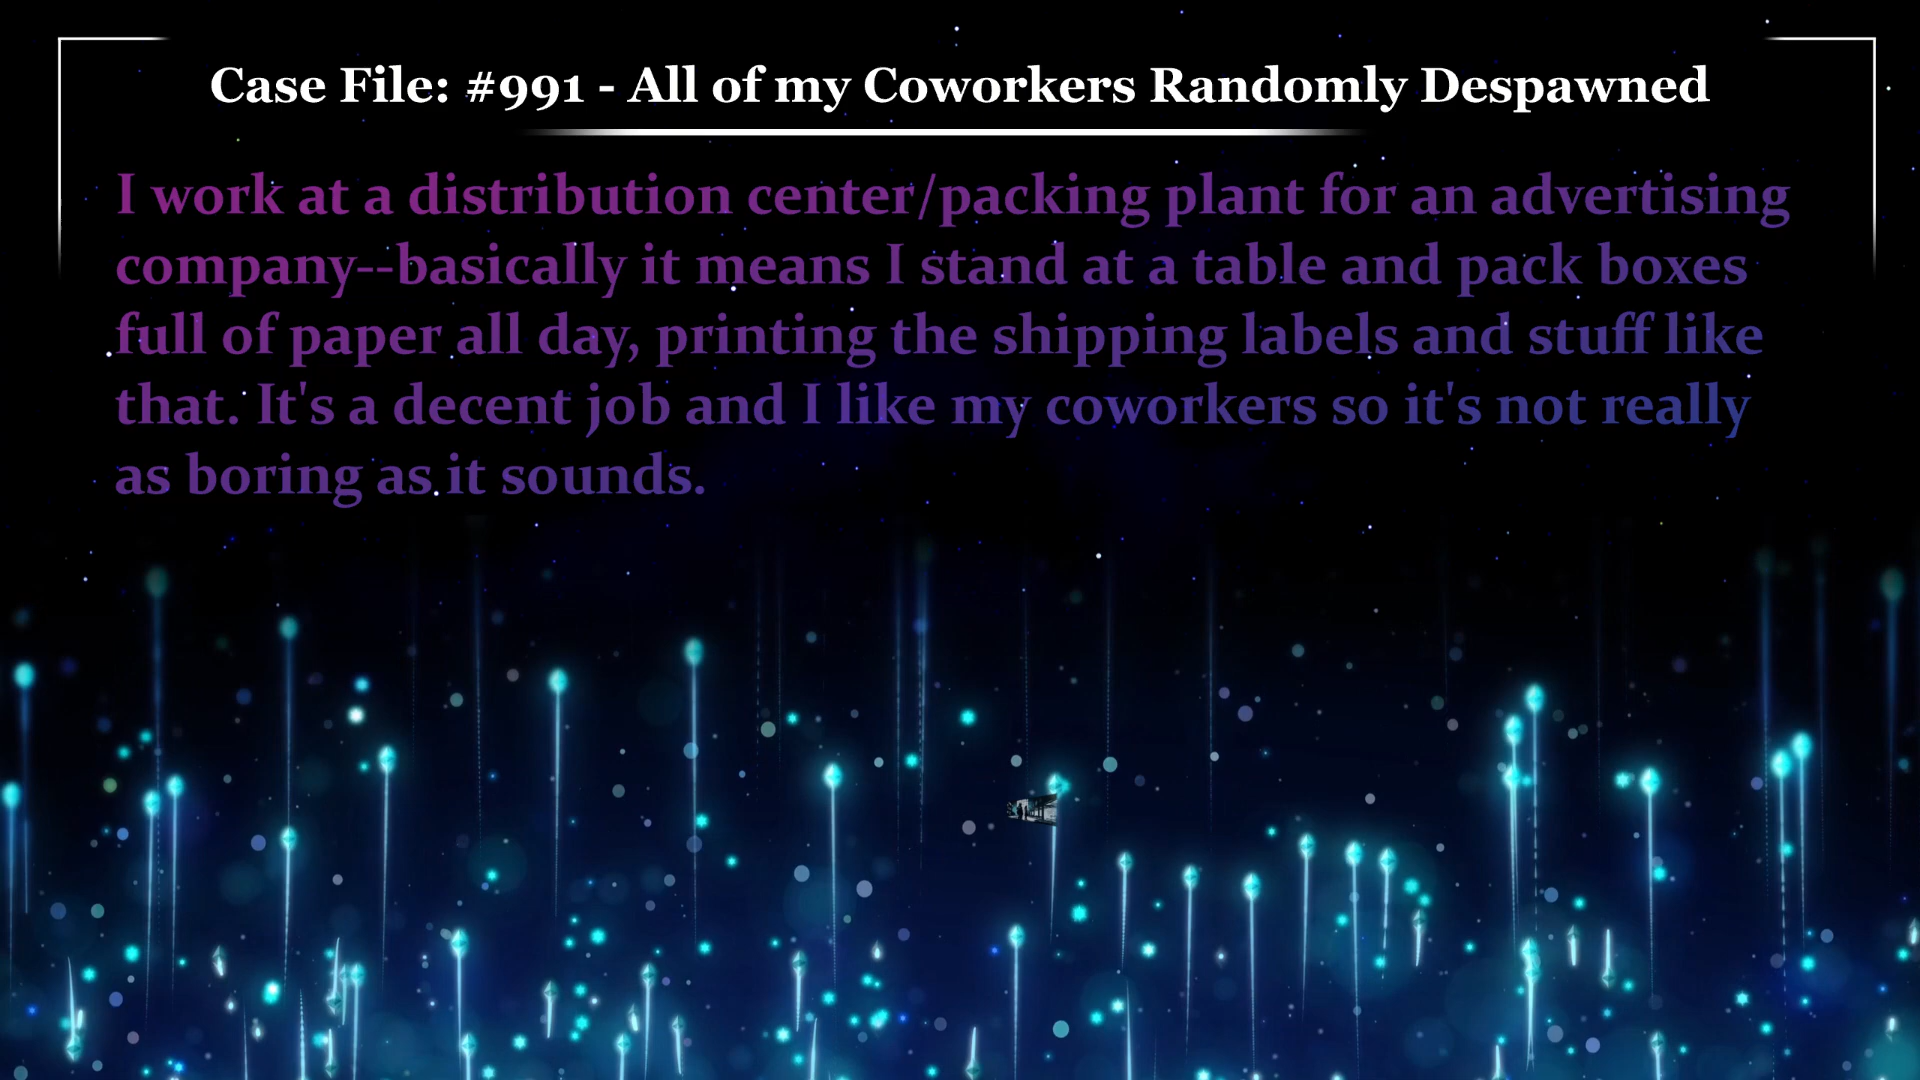 Case File: #991 - All of my Coworkers Randomly Despawned
I work at a distribution center/packing plant for an advertising
company--basically it means I stand at a table and pack boxes
full of paper all day, printing the shipping labels and stuff like
that. It's a decent job and I like my coworkers so it's not really
as boring as it sounds.